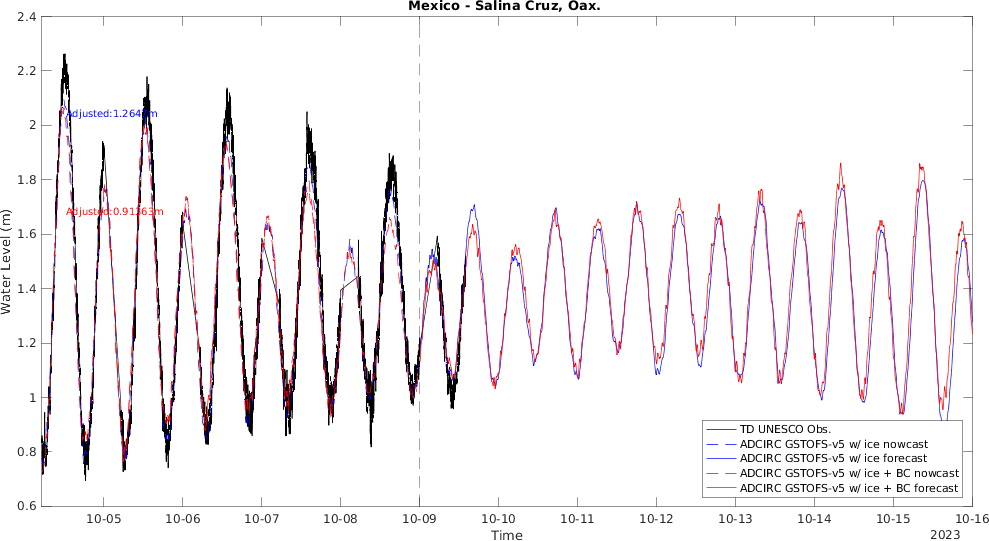 Mexico - Salina Cruz, Oax.
2.4
2.2
2
1.8
1.6
1.4
1.2
1
0.8
0.6
Water Level (m)
Adjusted:0.91363m
10-05 10-06 10-07 10-08 10-09 10-10 10-11 10-12 10-13 10-14 10-15 10-16
Time
2023
TD UNESCO Obs.
ADCIRC GSTOFS-v5 w/ ice nowcast
ADCIRC GSTOFS-v5 w/ ice forecast
ADCIRC GSTOFS-v5 w/ ice + BC nowcast
ADCIRC GSTOFS-v5 w/ ice + BC forecast